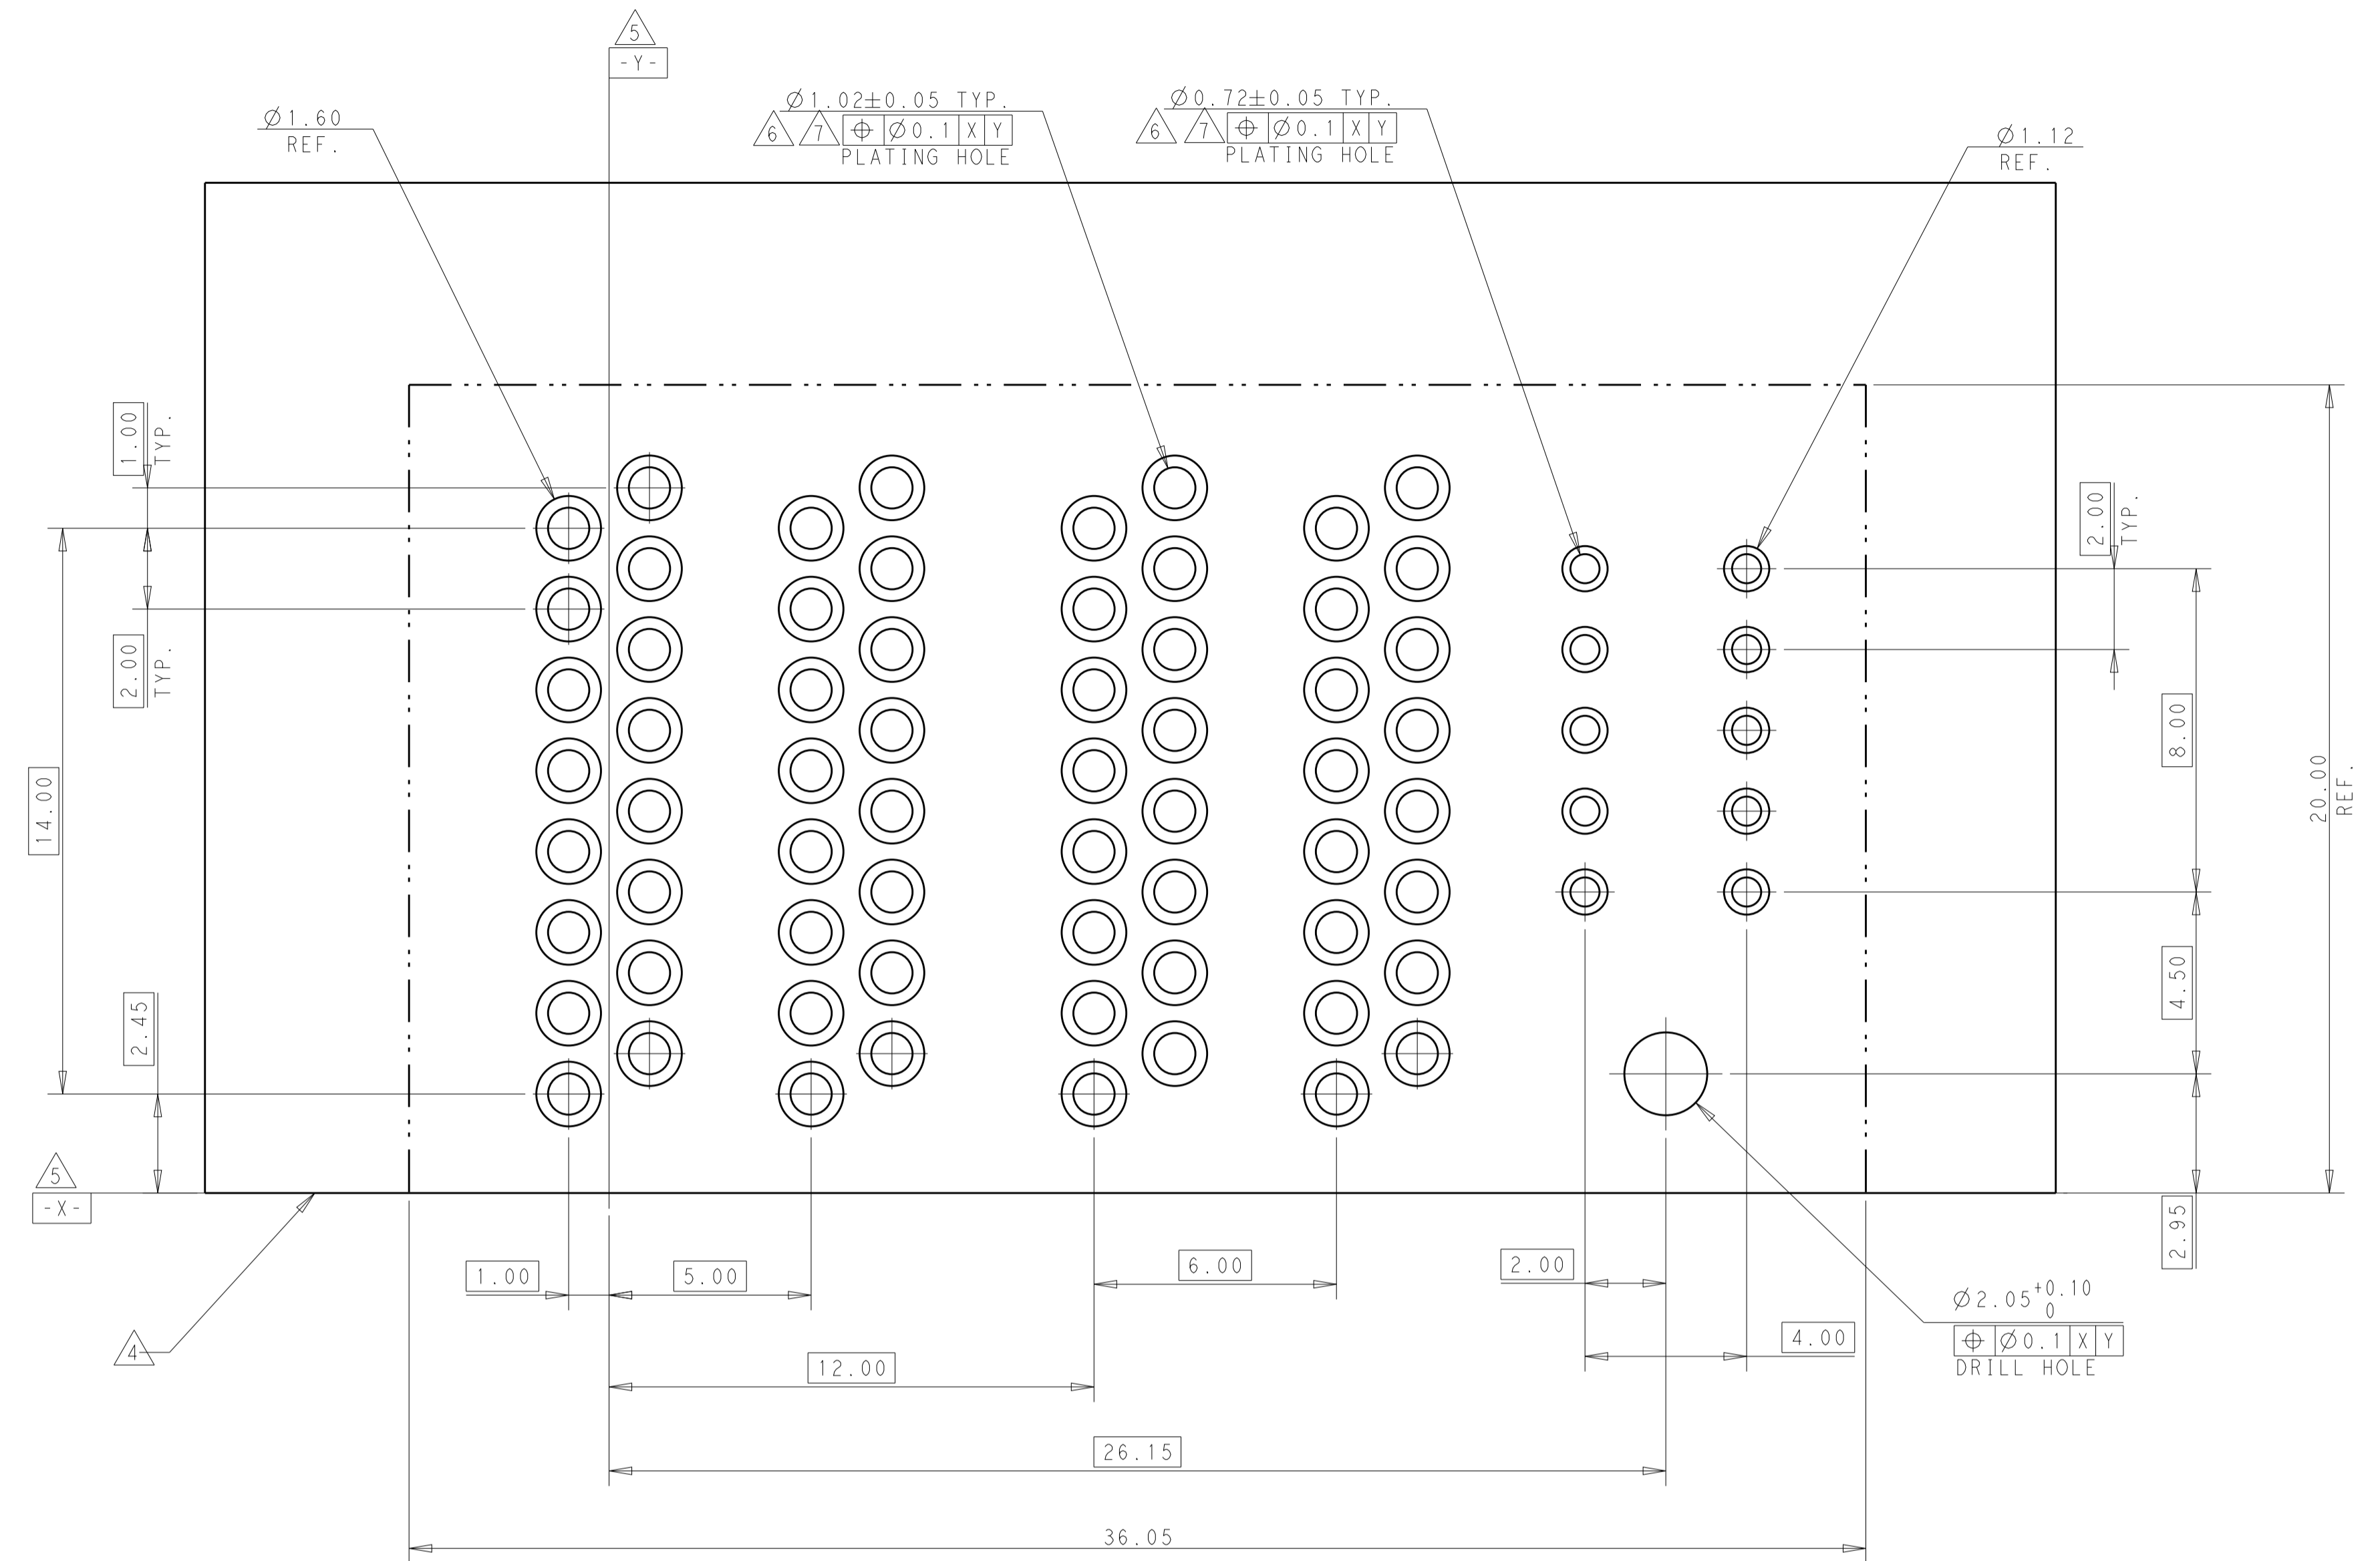 5
-Y-
Ø1.60
REF.
Ø1.02±0.05 TYP.
6 7 ⌖ Ø0.1 X Y
PLATING HOLE
Ø0.72±0.05 TYP.
6 7 ⌖ Ø0.1 X Y
PLATING HOLE
Ø1.12
REF.
1.00
TYP.
2.00
TYP.
14.00
2.45
2.00
TYP.
8.00
20.00
REF.
4.50
2.95
5
-X-
4
1.00
5.00
6.00
2.00
12.00
4.00
26.15
36.05
Ø2.05 +0.10
0
⌖ Ø0.1 X Y
DRILL HOLE